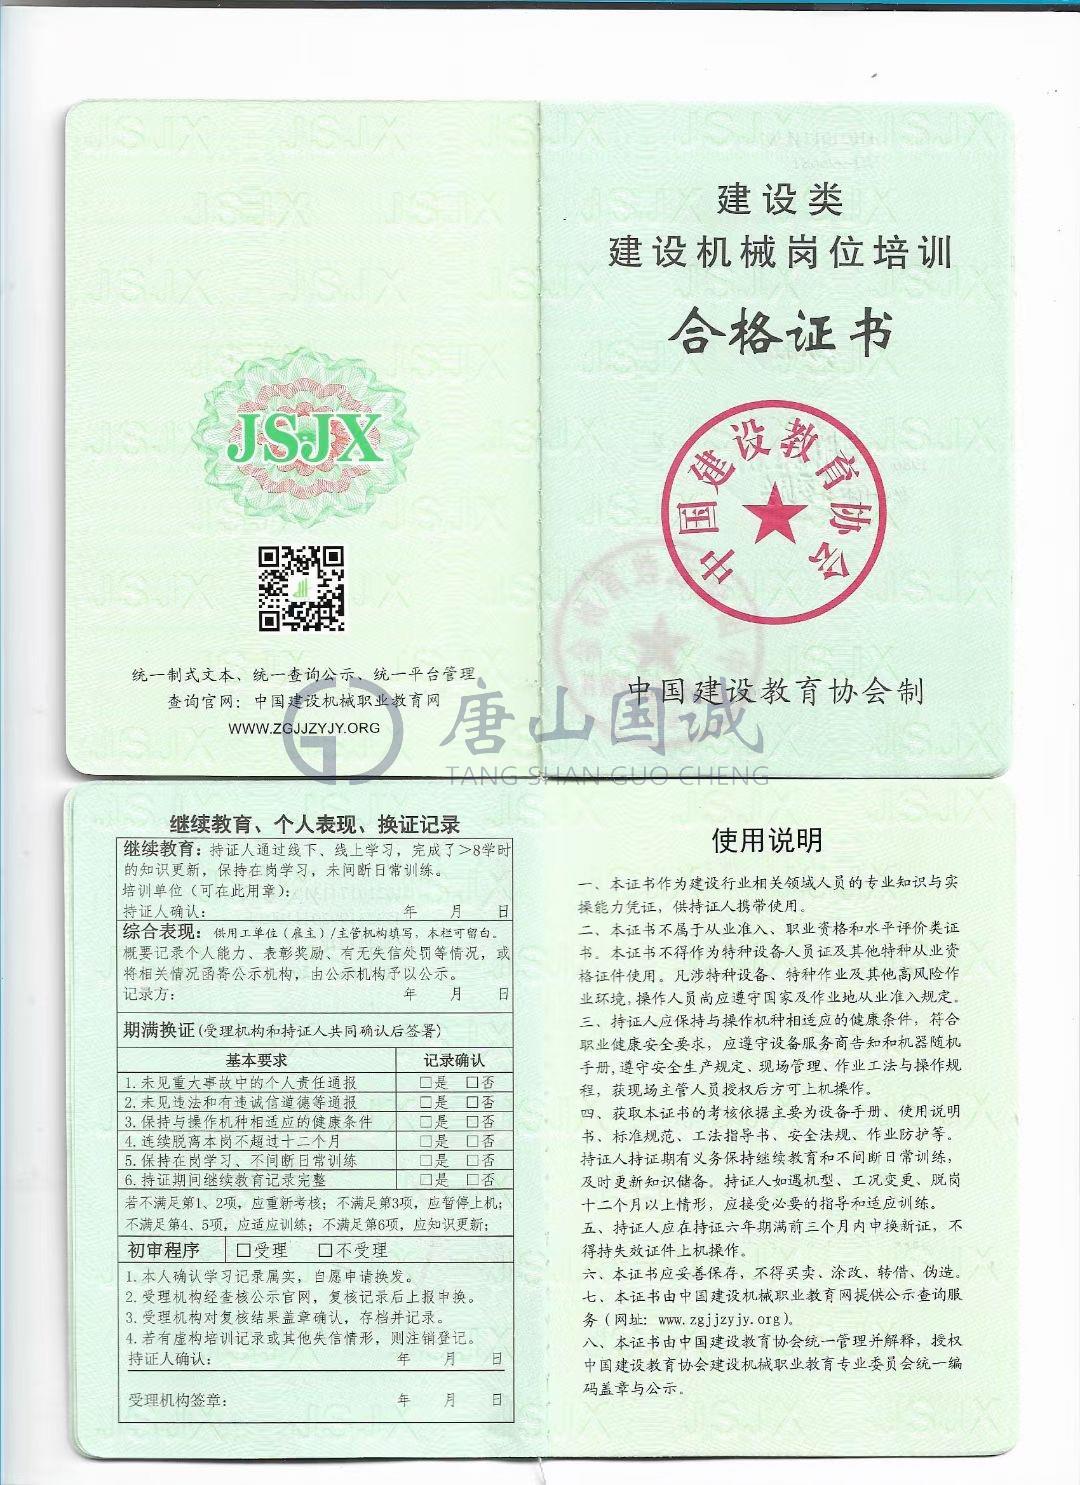 建设类
建设机械岗位培训
合格证书
中国建设教育协会
中国建设教育协会制
JSJX
统一制式文本、统一查询公示、统一平台管理
查询官网：中国建设机械职业教育网
WWW.ZGJJZYJY.ORG
唐山国诚
TANG SHAN GUO CHENG
继续教育、个人表现、换证记录
继续教育：持证人通过线下、线上学习，完成了>8学时
的知识更新，保持在岗学习，未间断日常训练。
培训单位（可在此用章）：
持证人确认： 年 月 日
综合表现：供用工单位（雇主）/主管机构填写，本栏可留白。
概要记录个人能力、表彰奖励、有无失信处罚等情况，或
将相关情况函寄公示机构，由公示机构予以公示。
记录方： 年 月 日
期满换证(受理机构和持证人共同确认后签署)
基本要求 记录确认
1.未见重大事故中的个人责任通报 □是 □否
2.未见违法和有违诚信道德等通报 □是 □否
3.保持与操作机种相适应的健康条件 □是 □否
4.连续脱离本岗不超过十二个月 □是 □否
5.保持在岗学习、不间断日常训练 □是 □否
6.持证期间继续教育记录完整 □是 □否
若不满足第1、2项，应重新考核；不满足第3项，应暂停上机；
不满足第4、5项，应适应训练；不满足第6项，应知识更新；
初审程序 □受理 □不受理
1.本人确认学习记录属实，自愿申请换发。
2.受理机构经查核公示官网，复核记录后上报申换。
3.受理机构对复核结果盖章确认，存档并记录。
4.若有虚构培训记录或其他失信情形，则注销登记。
持证人确认： 年 月 日
受理机构签章： 年 月 日
使用说明
一、本证书作为建设行业相关领域人员的专业知识与实
操能力凭证，供持证人携带使用。
二、本证书不属于从业准入、职业资格和水平评价类证
书。本证书不得作为特种设备人员证及其他特种从业资
格证件使用。凡涉特种设备、特种作业及其他高风险作
业环境，操作人员尚应遵守国家及作业地从业准入规定。
三、持证人应保持与操作机种相适应的健康条件，符合
职业健康安全要求，应遵守设备服务商告知和机器随机
手册，遵守安全生产规定、现场管理、作业工法与操作规
程，获现场主管人员授权后方可上机操作。
四、获取本证书的考核依据主要为设备手册、使用说明
书、标准规范、工法指导书、安全法规、作业防护等。
持证人持证期有义务保持继续教育和不间断日常训练，
及时更新知识储备。持证人如遇机型、工况变更、脱岗
十二个月以上情形，应接受必要的指导和适应训练。
五、持证人应在持证六年期满前三个月内申换新证，不
得持失效证件上机操作。
六、本证书应妥善保存，不得买卖、涂改、转借、伪造。
七、本证书由中国建设机械职业教育网提供公示查询服
务（网址：www.zgjjzyjy.org）。
八、本证书由中国建设教育协会统一管理并解释，授权
中国建设教育协会建设机械职业教育专业委员会统一编
码盖章与公示。